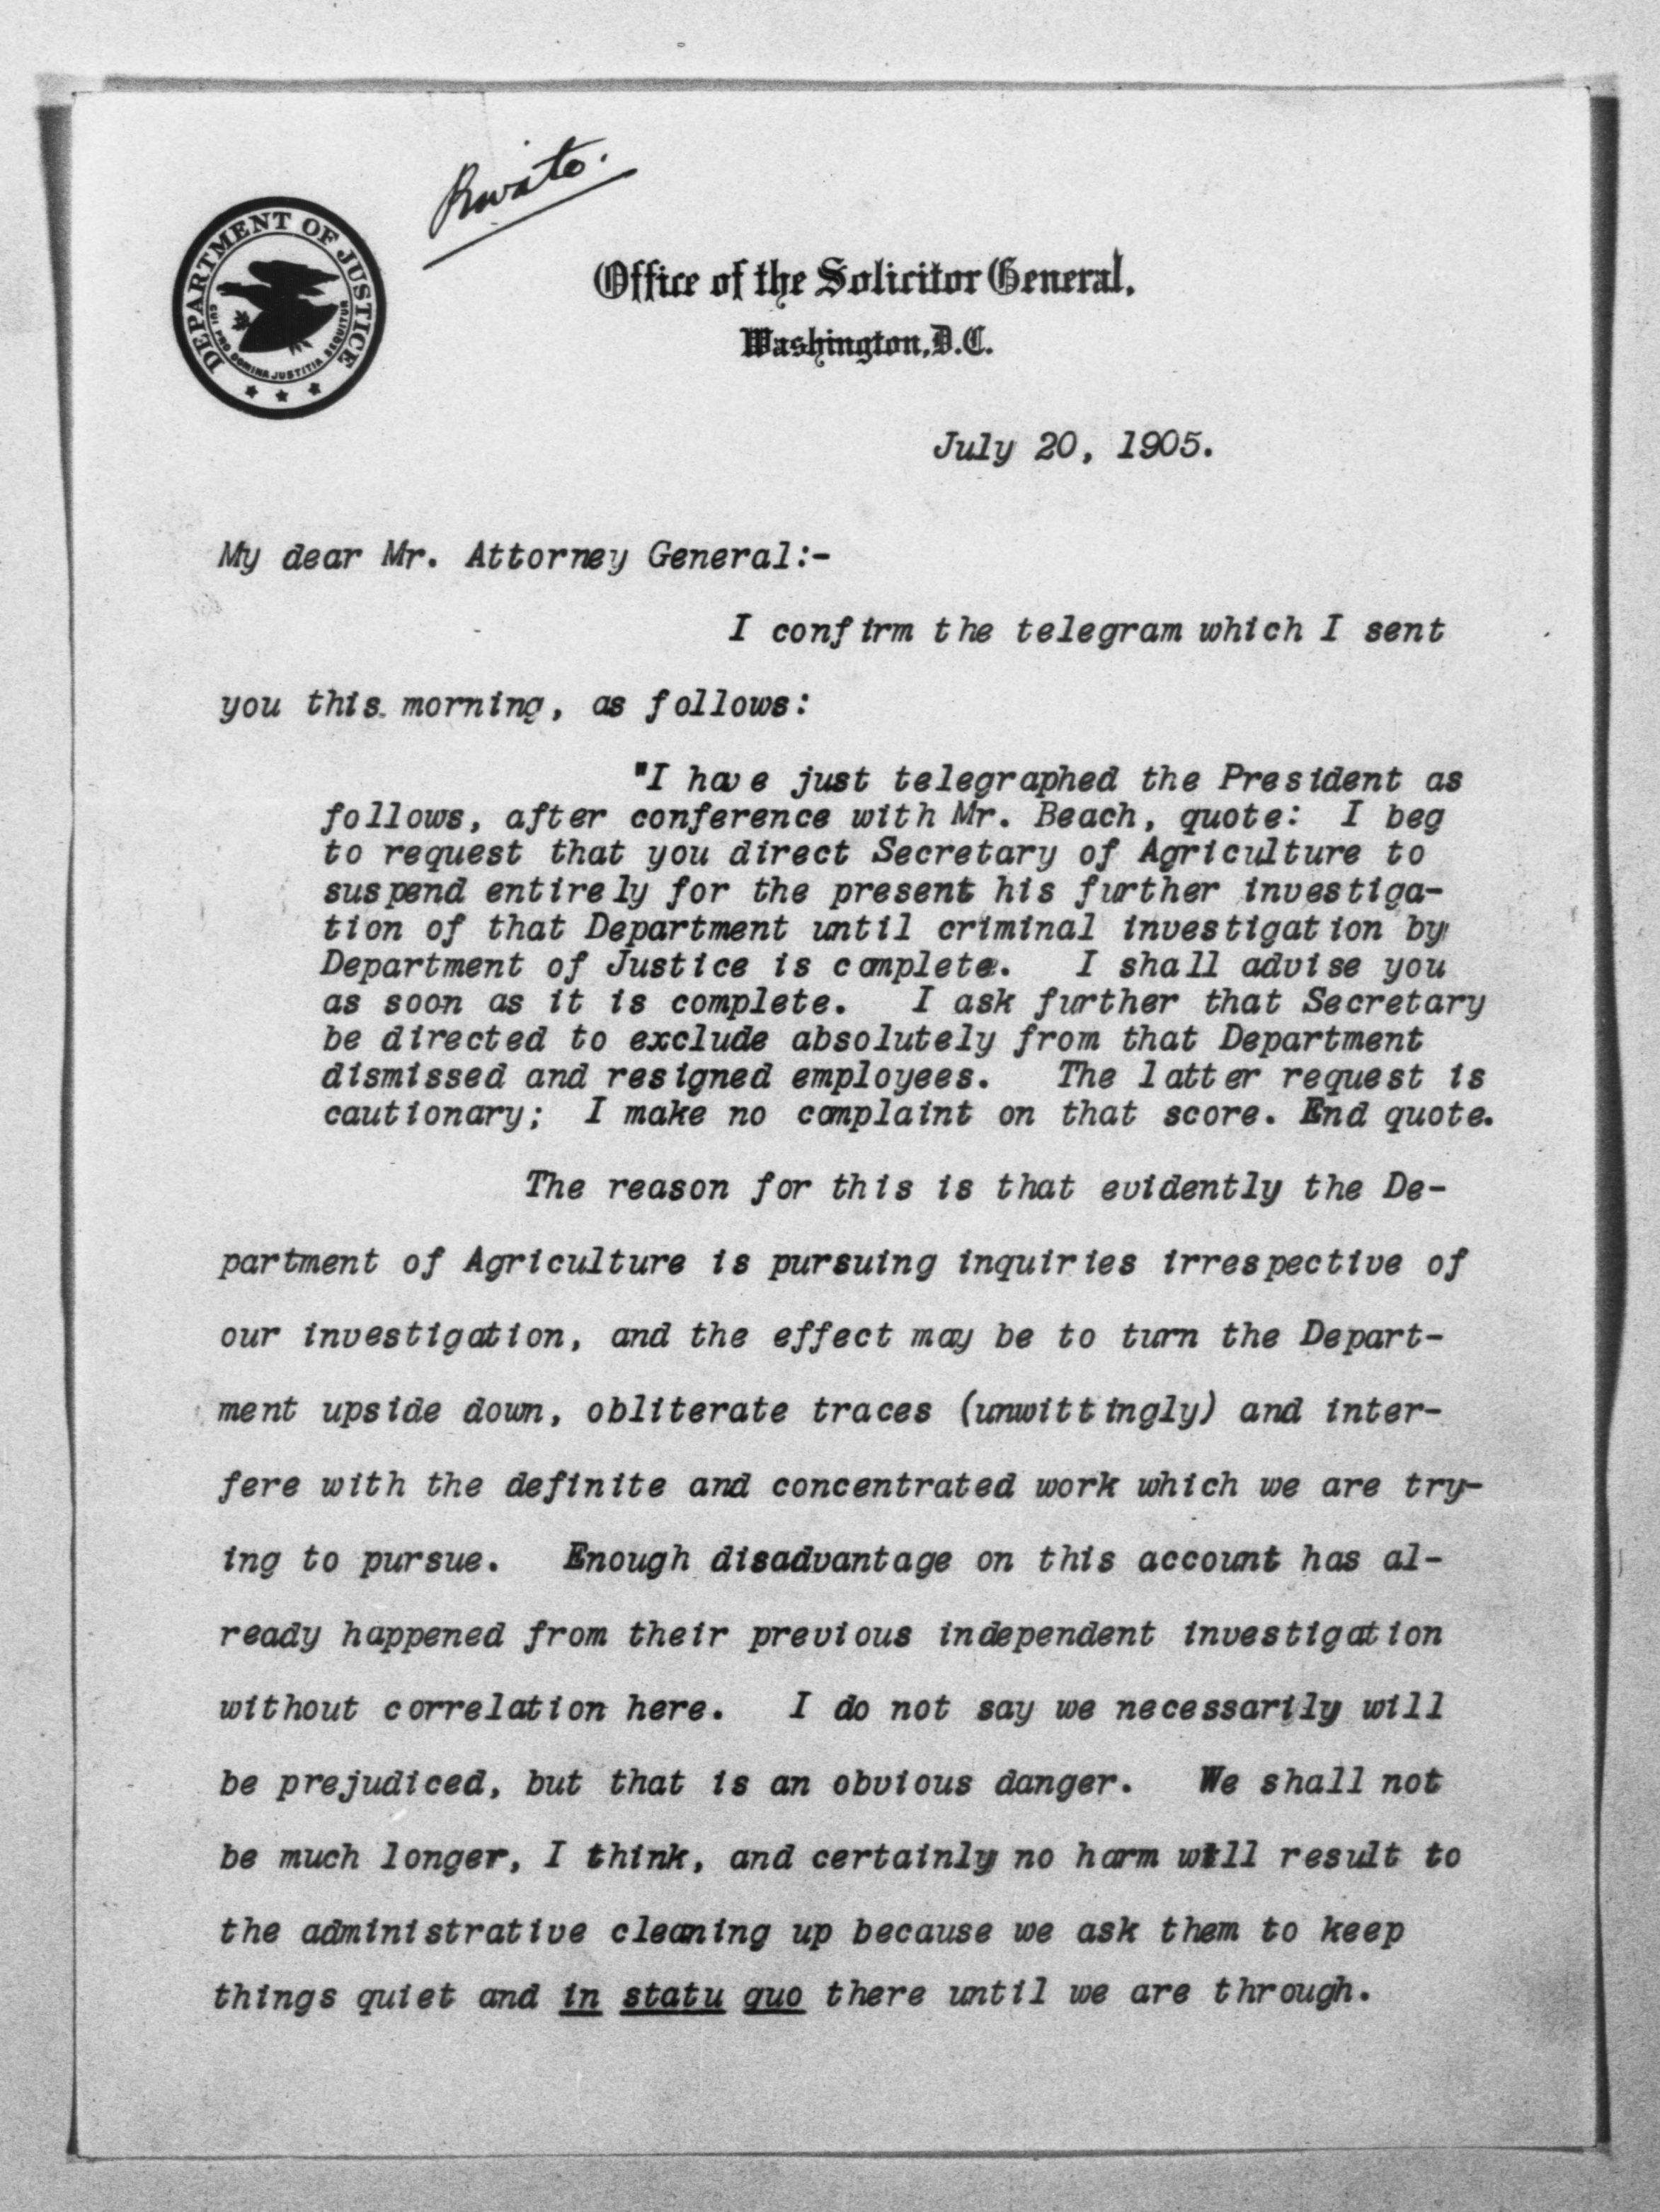 Private.
DEPARTMENT OF JUSTICE
QUI PRO DOMINA JUSTITIA SEQUITUR
Office of the Solicitor General,
Washington, D.C.
July 20, 1905.
My dear Mr. Attorney General:-
I confirm the telegram which I sent
you this morning, as follows:
"I have just telegraphed the President as
follows, after conference with Mr. Beach, quote: I beg
to request that you direct Secretary of Agriculture to
suspend entirely for the present his further investiga-
tion of that Department until criminal investigation by
Department of Justice is complete. I shall advise you
as soon as it is complete. I ask further that Secretary
be directed to exclude absolutely from that Department
dismissed and resigned employees. The latter request is
cautionary; I make no complaint on that score. End quote.
The reason for this is that evidently the De-
partment of Agriculture is pursuing inquiries irrespective of
our investigation, and the effect may be to turn the Depart-
ment upside down, obliterate traces (unwittingly) and inter-
fere with the definite and concentrated work which we are try-
ing to pursue. Enough disadvantage on this account has al-
ready happened from their previous independent investigation
without correlation here. I do not say we necessarily will
be prejudiced, but that is an obvious danger. We shall not
be much longer, I think, and certainly no harm will result to
the administrative cleaning up because we ask them to keep
things quiet and in statu quo there until we are through.